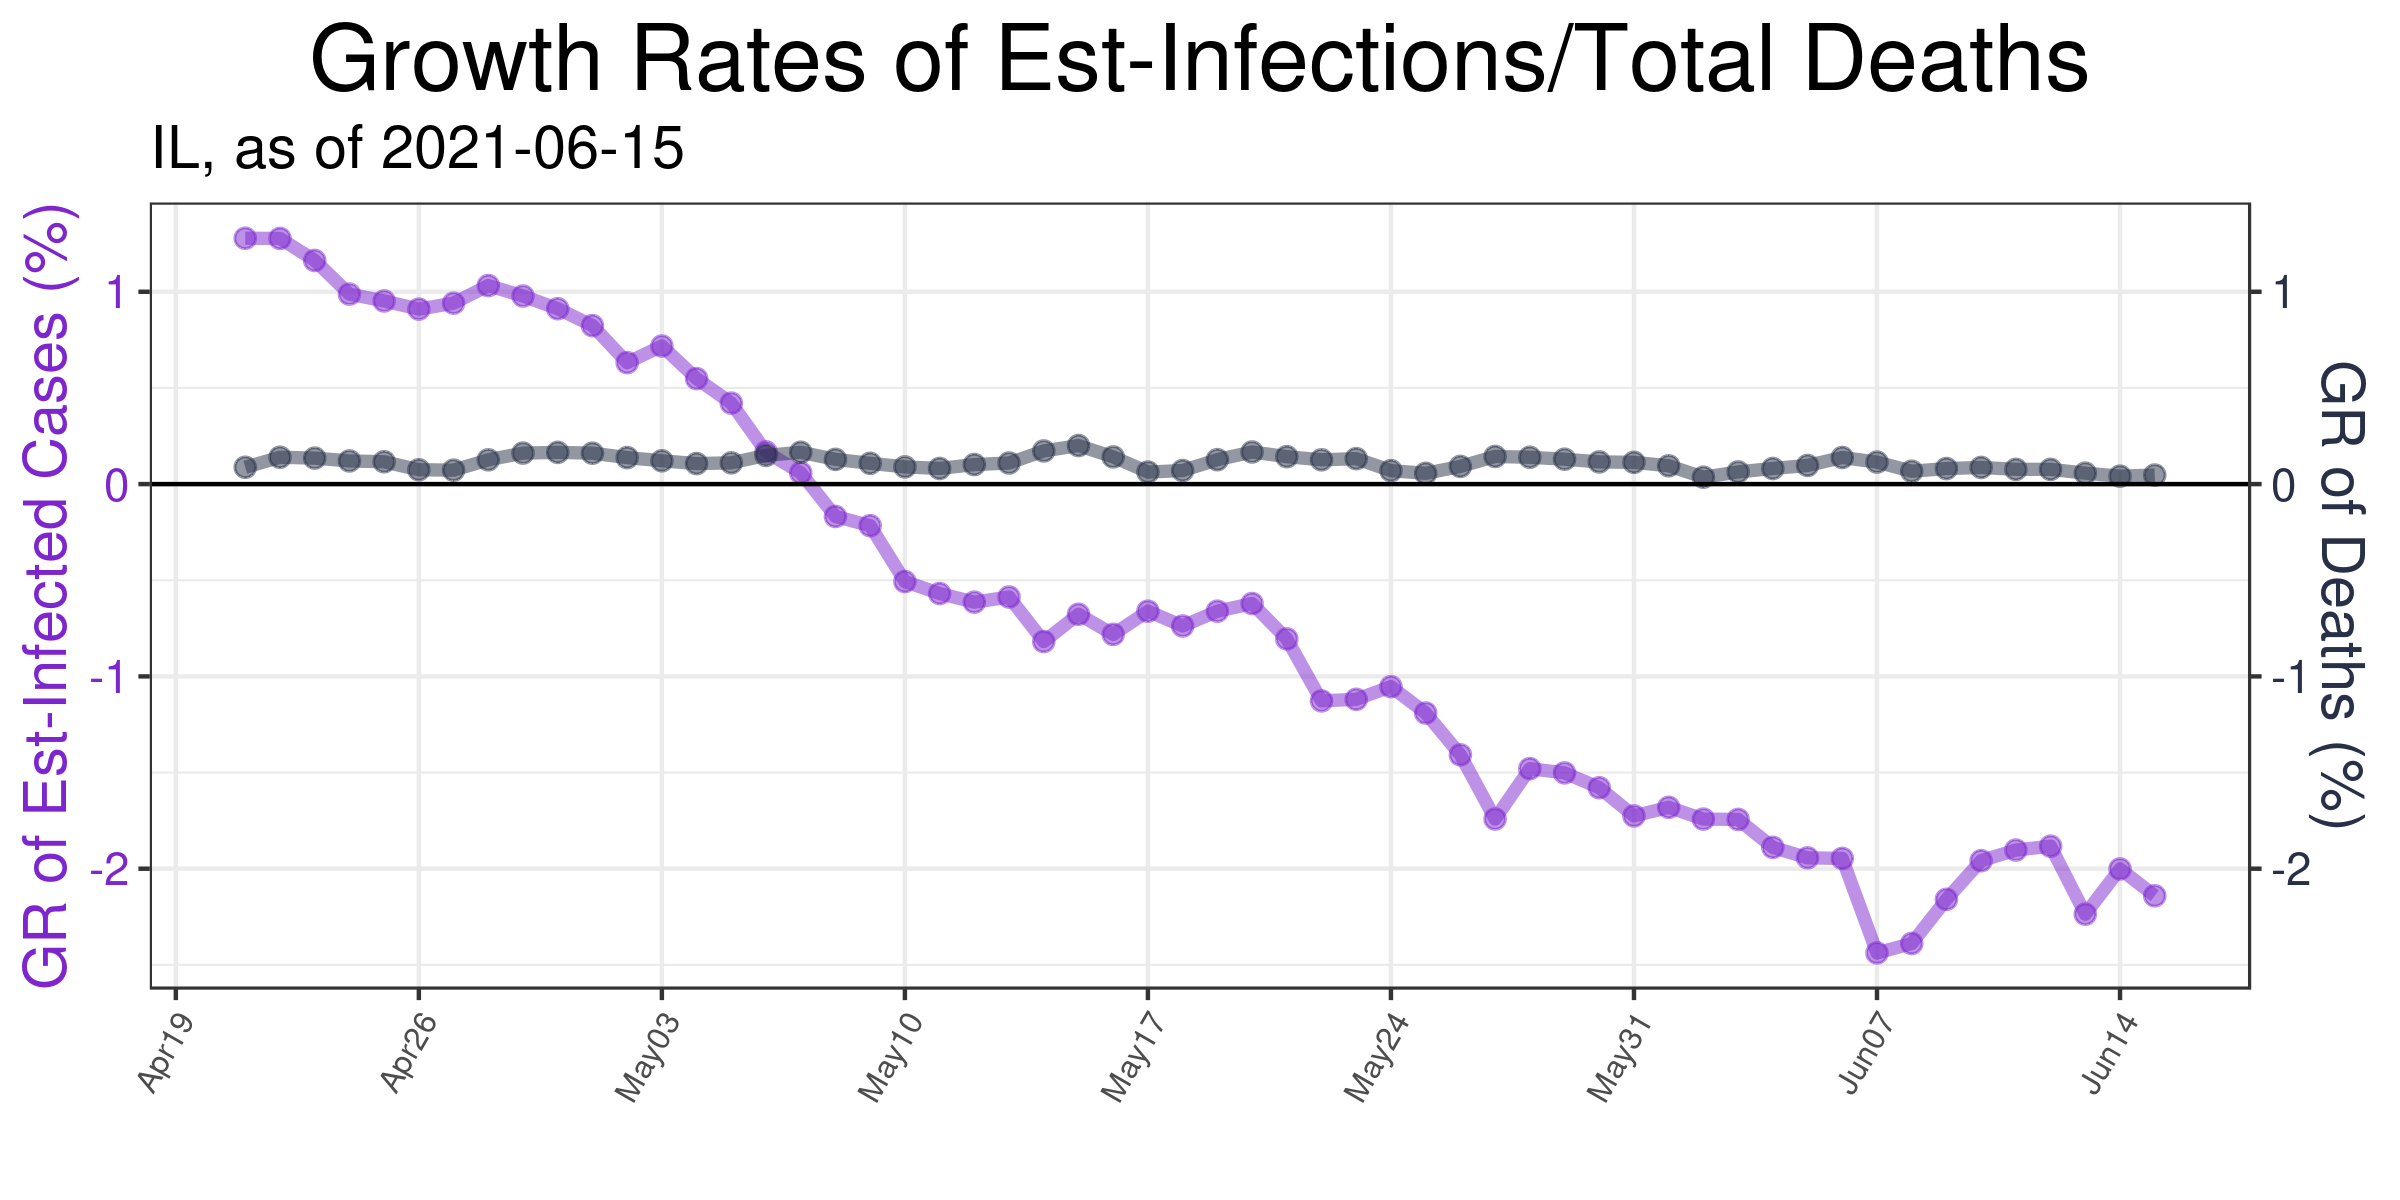 Growth Rates of Est-Infections/Total Deaths
IL, as of 2021-06-15
GR of Est-Infected Cases (%)
1
0
-1
-2
1
0
-1
-2
GR of Deaths (%)
Apr19
Apr26
May03
May10
May17
May24
May31
Jun07
Jun14